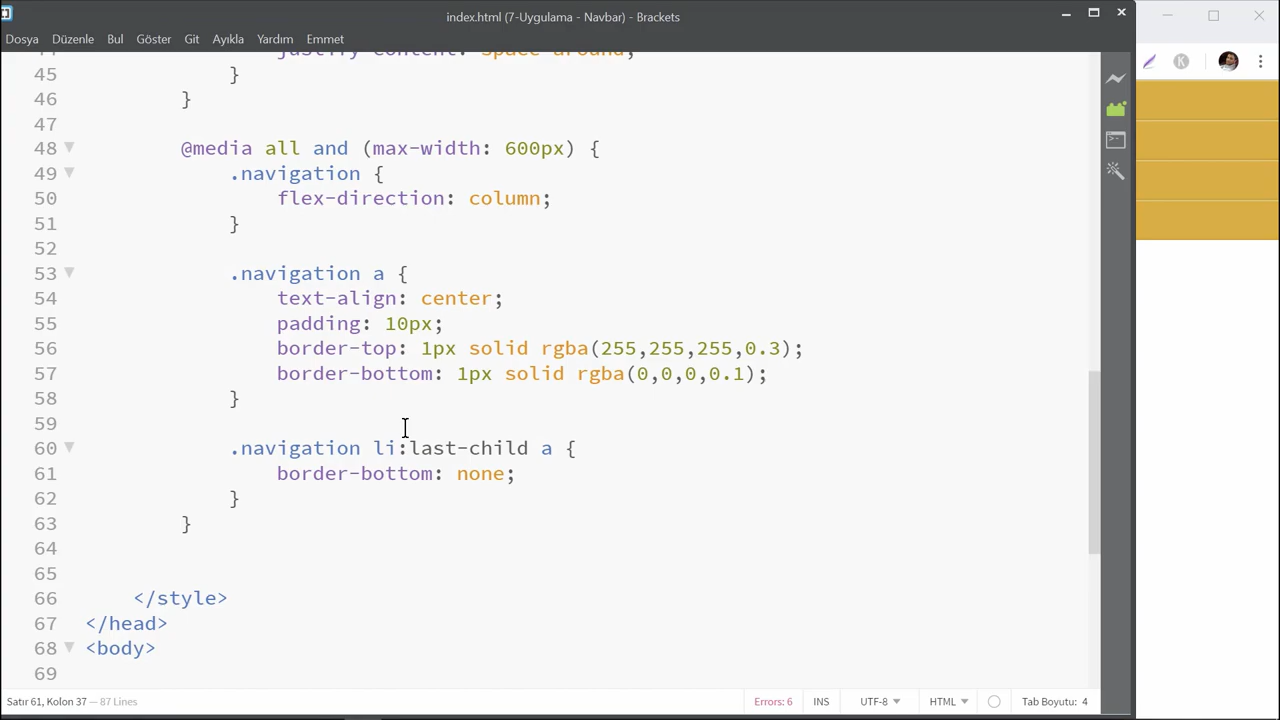 index.html (7-Uygulama - Navbar) - Brackets
Dosya Düzenle Bul Göster Git Ayıkla Yardım Emmet
44 justify-content: space-around;
45 }
46 }
47
48 @media all and (max-width: 600px) {
49 .navigation {
50 flex-direction: column;
51 }
52
53 .navigation a {
54 text-align: center;
55 padding: 10px;
56 border-top: 1px solid rgba(255,255,255,0.3);
57 border-bottom: 1px solid rgba(0,0,0,0.1);
58 }
59
60 .navigation li:last-child a {
61 border-bottom: none;
62 }
63 }
64
65
66 </style>
67 </head>
68 <body>
69
Satır 61, Kolon 37 — 87 Lines Errors: 6 INS UTF-8 HTML Tab Boyutu: 4
K